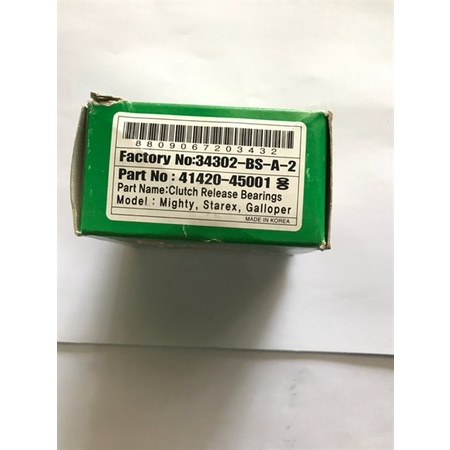 8809067203432
Factory No:34302-BS-A-2
Part No : 41420-45001
Part Name:Clutch Release Bearings
Model : Mighty, Starex, Galloper
MADE IN KOREA